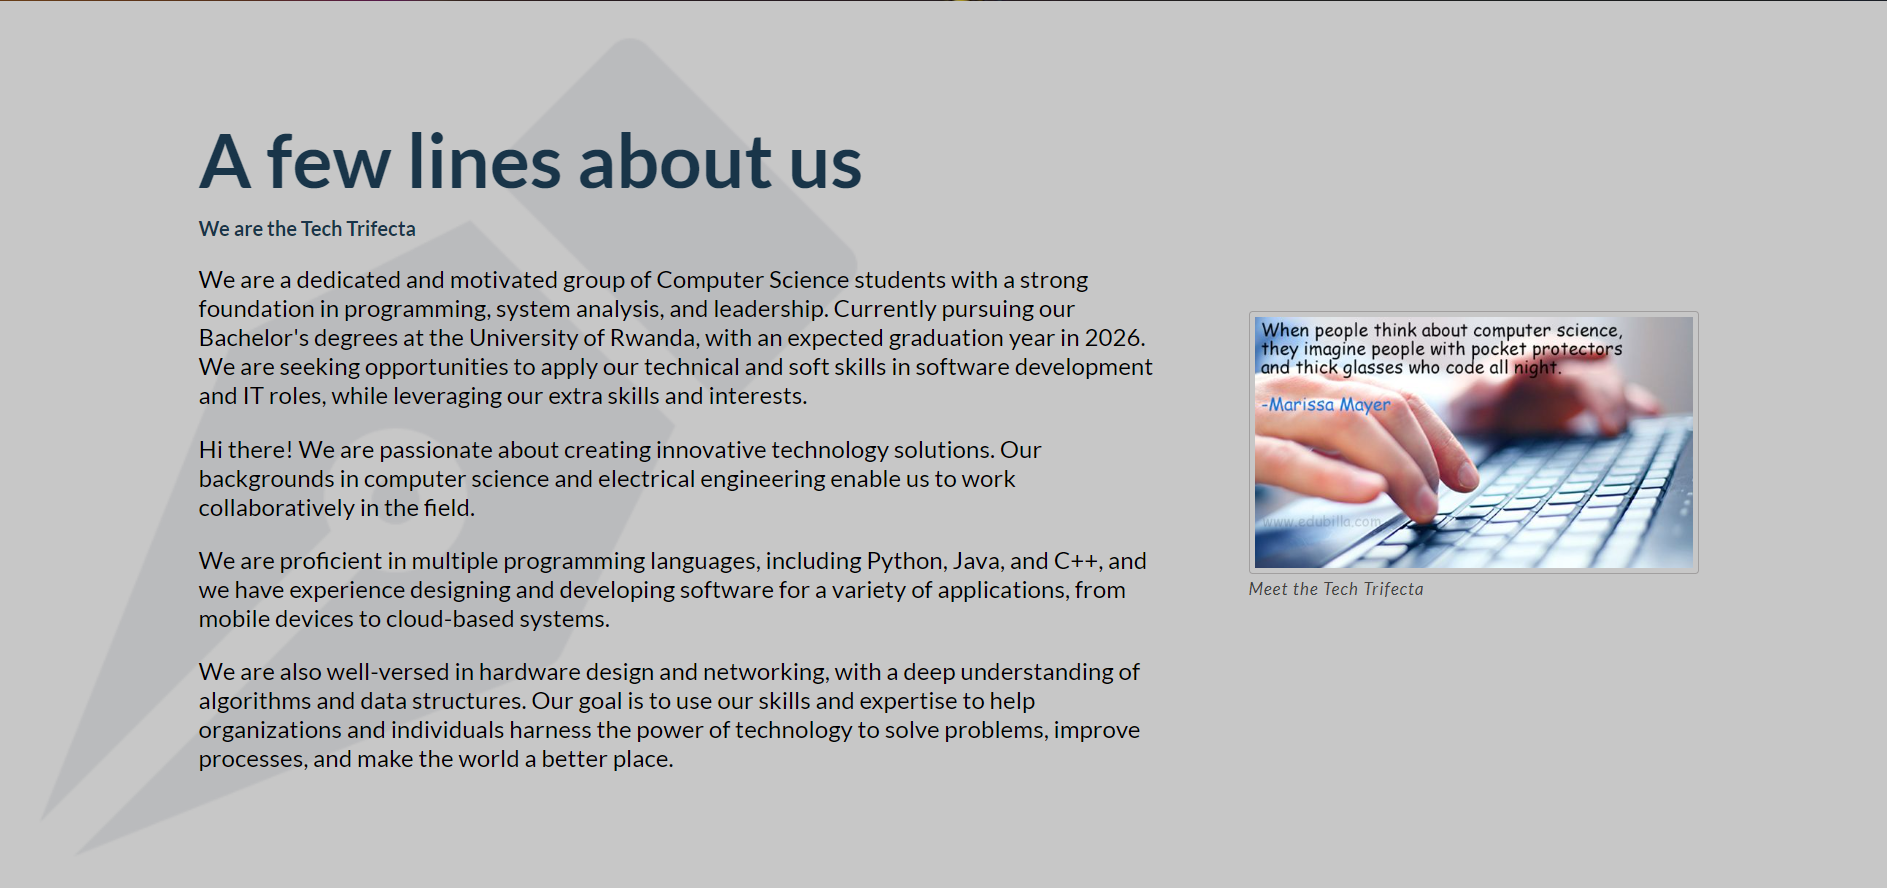 A few lines about us
We are the Tech Trifecta
We are a dedicated and motivated group of Computer Science students with a strong
foundation in programming, system analysis, and leadership. Currently pursuing our
Bachelor's degrees at the University of Rwanda, with an expected graduation year in 2026.
We are seeking opportunities to apply our technical and soft skills in software development
and IT roles, while leveraging our extra skills and interests.
Hi there! We are passionate about creating innovative technology solutions. Our
backgrounds in computer science and electrical engineering enable us to work
collaboratively in the field.
We are proficient in multiple programming languages, including Python, Java, and C++, and
we have experience designing and developing software for a variety of applications, from
mobile devices to cloud-based systems.
We are also well-versed in hardware design and networking, with a deep understanding of
algorithms and data structures. Our goal is to use our skills and expertise to help
organizations and individuals harness the power of technology to solve problems, improve
processes, and make the world a better place.
When people think about computer science,
they imagine people with pocket protectors
and thick glasses who code all night.
-Marissa Mayer
www.edubilla.com
Meet the Tech Trifecta